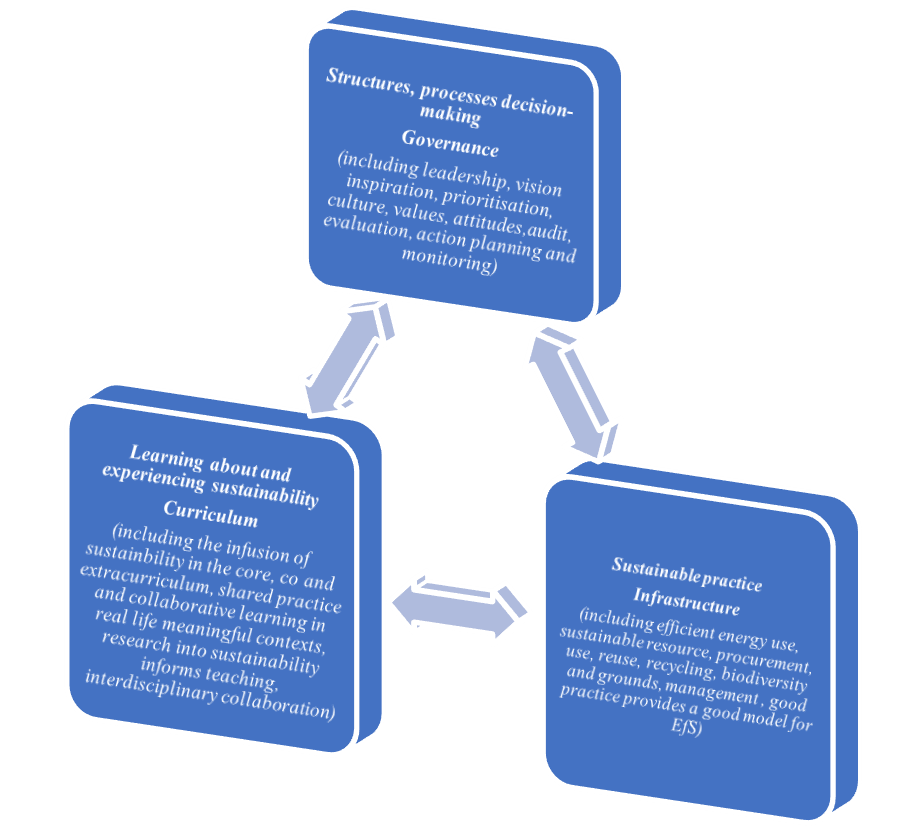 Structures, processes decision-
making
Governance
(including leadership, vision
inspiration, prioritisation,
culture, values, attitudes,audit,
evaluation, action planning and
monitoring)
Learning about and
experiencing sustainability
Curriculum
(including the infusion of
sustainbility in the core, co and
extracurriculum, shared practice
and collaborative learning in
real life meaningful contexts,
research into sustainability
informs teaching,
interdisciplinary collaboration)
Sustainable practice
Infrastructure
(including efficient energy use,
sustainable resource, procurement,
use, reuse, recycling, biodiversity
and grounds, management , good
practice provides a good model for
EfS)